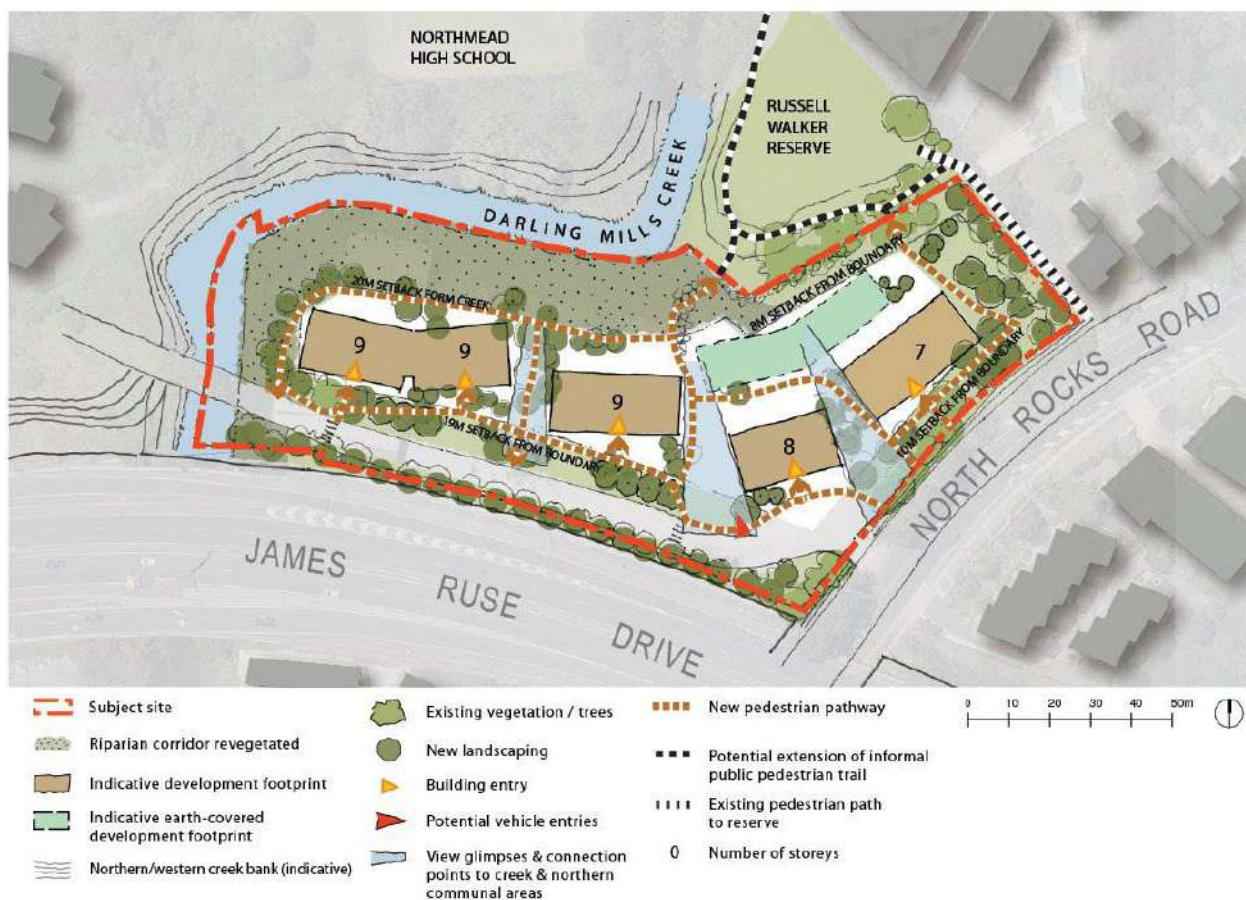 NORTHMEAD
HIGH SCHOOL
RUSSELL
WALKER
RESERVE
DARLING MILLS CREEK
20M SETBACK FORM CREEK
8M SETBACK FROM BOUNDARY
9
9
9
7
8
19M SETBACK FROM BOUNDARY
10M SETBACK FROM BOUNDARY
NORTH ROCKS ROAD
JAMES RUSE DRIVE
Subject site
Riparian corridor revegetated
Indicative development footprint
Indicative earth-covered
development footprint
Northern/western creek bank (indicative)
Existing vegetation / trees
New landscaping
Building entry
Potential vehicle entries
View glimpses & connection
points to creek & northern
communal areas
New pedestrian pathway
Potential extension of informal
public pedestrian trail
Existing pedestrian path
to reserve
0 Number of storeys
0 10 20 30 40 50m